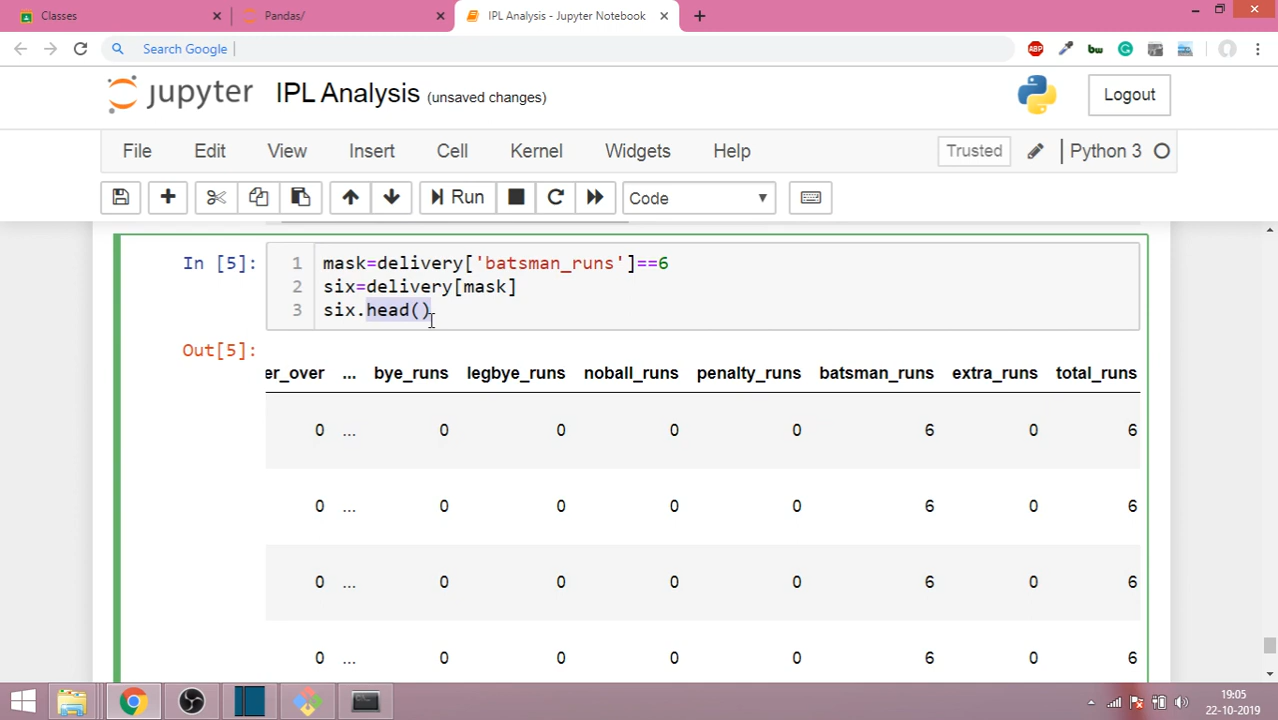 Classes
Pandas/
IPL Analysis - Jupyter Notebook
Search Google
ABP
bw
G
jupyter IPL Analysis (unsaved changes)
Logout
File Edit View Insert Cell Kernel Widgets Help
Trusted
Python 3
Run
Code
In [5]:
1 mask=delivery['batsman_runs']==6
2 six=delivery[mask]
3 six.head()
Out[5]:
er_over ... bye_runs legbye_runs noball_runs penalty_runs batsman_runs extra_runs total_runs
0 ... 0 0 0 0 6 0 6
0 ... 0 0 0 0 6 0 6
0 ... 0 0 0 0 6 0 6
0 ... 0 0 0 0 6 0 6
19:05
22-10-2019